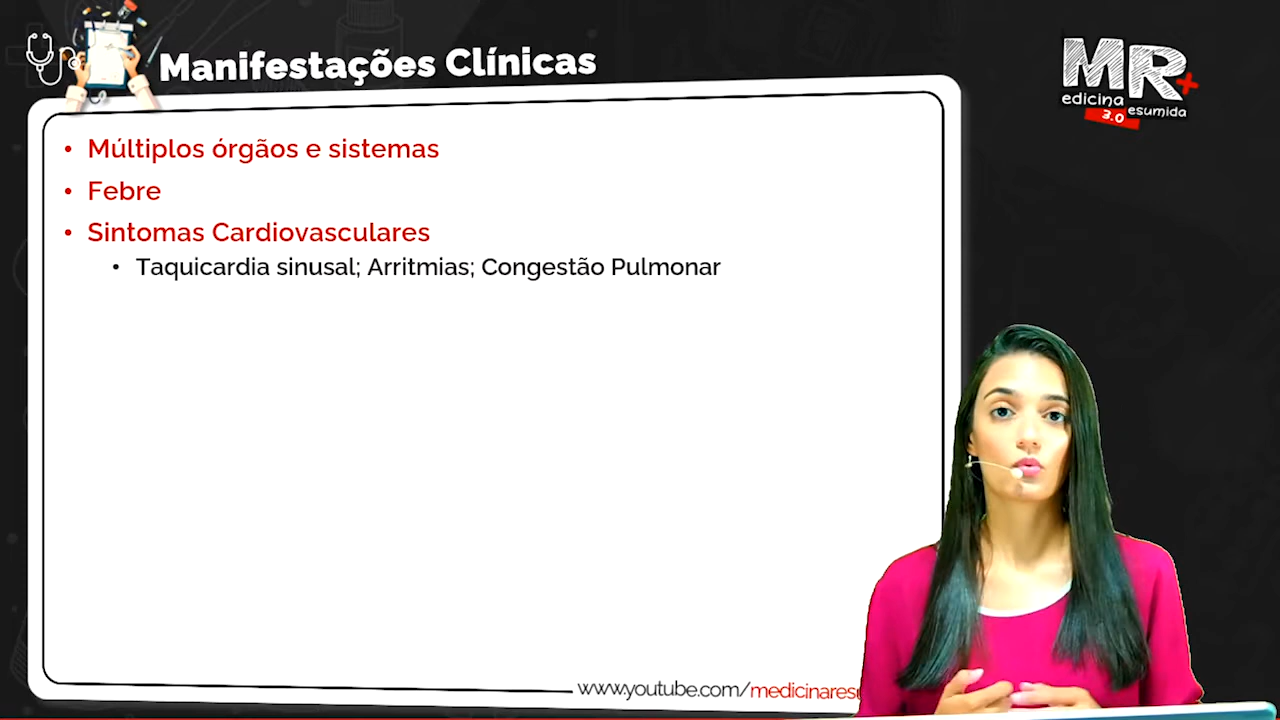 Manifestações Clínicas
MR+
edicina esumida
3.0
• Múltiplos órgãos e sistemas
• Febre
• Sintomas Cardiovasculares
• Taquicardia sinusal; Arritmias; Congestão Pulmonar
www.youtube.com/medicinaresu